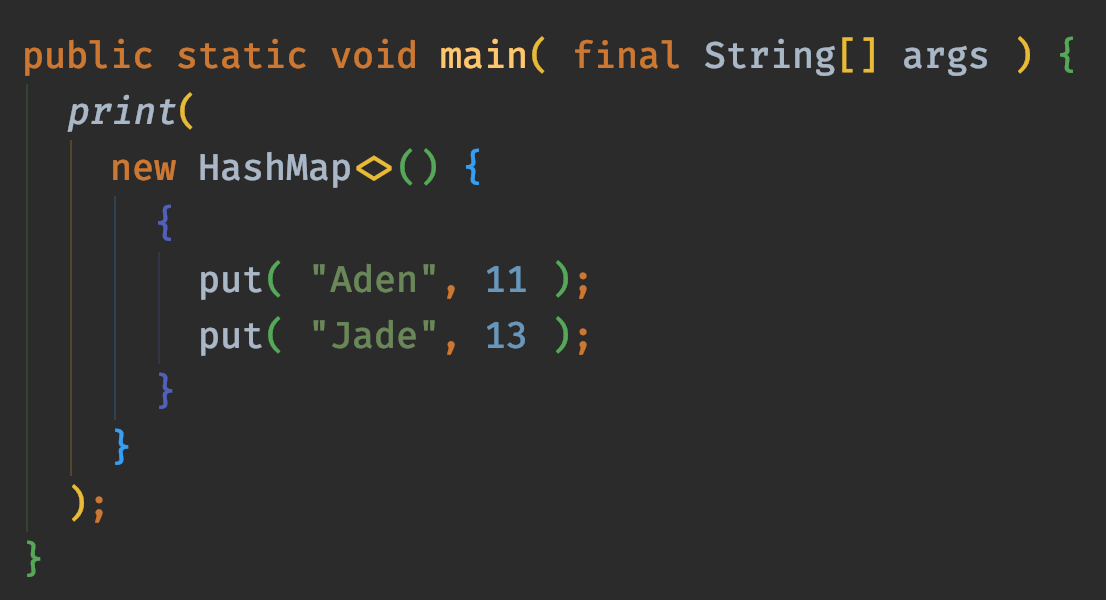 public static void main( final String[] args ) {
  print(
    new HashMap<>() {
      {
        put( "Aden", 11 );
        put( "Jade", 13 );
      }
    }
  );
}